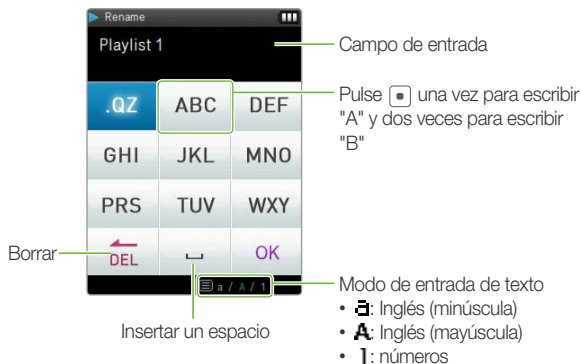 Rename
Playlist 1
Campo de entrada
.QZ ABC DEF
Pulse una vez para escribir
"A" y dos veces para escribir
"B"
GHI JKL MNO
PRS TUV WXY
Borrar
DEL OK
a / A / 1
Insertar un espacio
Modo de entrada de texto
• a: Inglés (minúscula)
• A: Inglés (mayúscula)
• 1: números